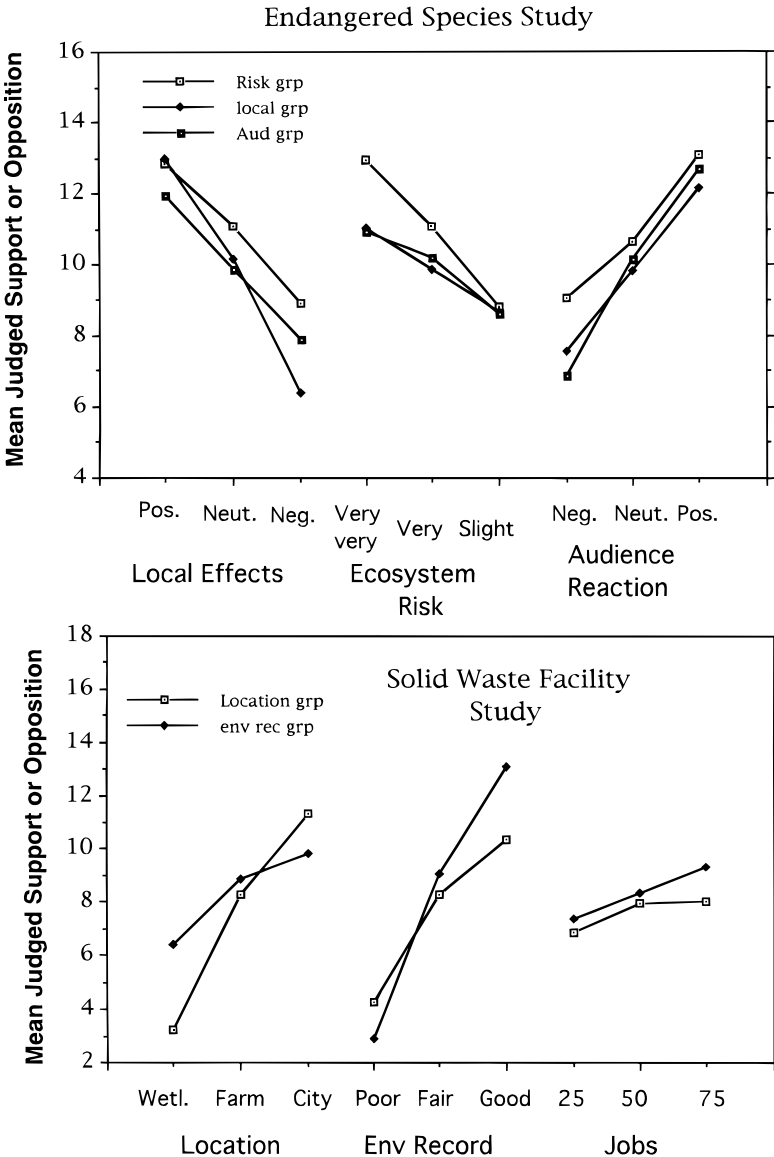 Endangered Species Study
Mean Judged Support or Opposition
16
14
12
10
8
6
4
Risk grp
local grp
Aud grp
Pos. Neut. Neg. Very very Very Slight Neg. Neut. Pos.
Local Effects
Ecosystem
Risk
Audience
Reaction
Solid Waste Facility
Study
Mean Judged Support or Opposition
18
16
14
12
10
8
6
4
2
Location grp
env rec grp
Wetl. Farm City Poor Fair Good 25 50 75
Location Env Record Jobs